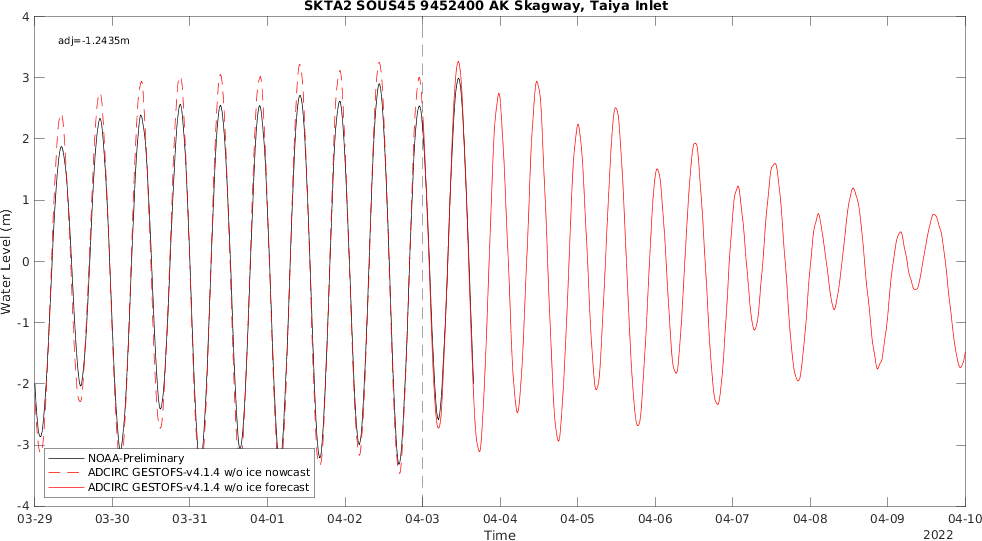 SKTA2 SOUS45 9452400 AK Skagway, Taiya Inlet
adj=-1.2435m
4
3
2
1
0
-1
-2
-3
-4
Water Level (m)
NOAA-Preliminary
ADCIRC GESTOFS-v4.1.4 w/o ice nowcast
ADCIRC GESTOFS-v4.1.4 w/o ice forecast
03-29 03-30 03-31 04-01 04-02 04-03 04-04 04-05 04-06 04-07 04-08 04-09 04-10
Time
2022